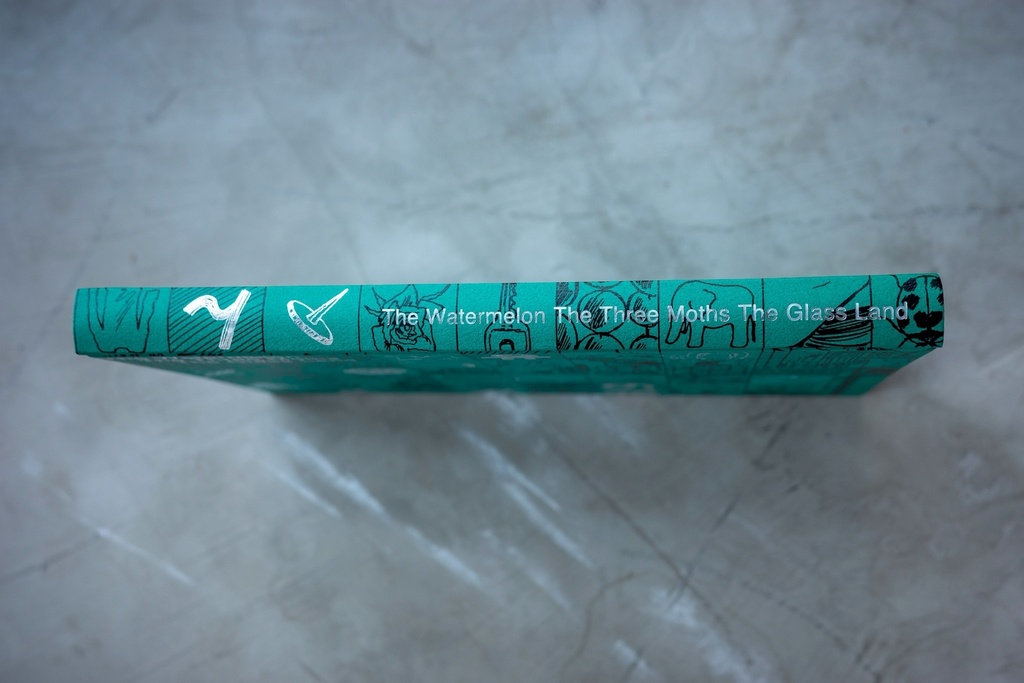 The Watermelon The Three Moths The Glass Land